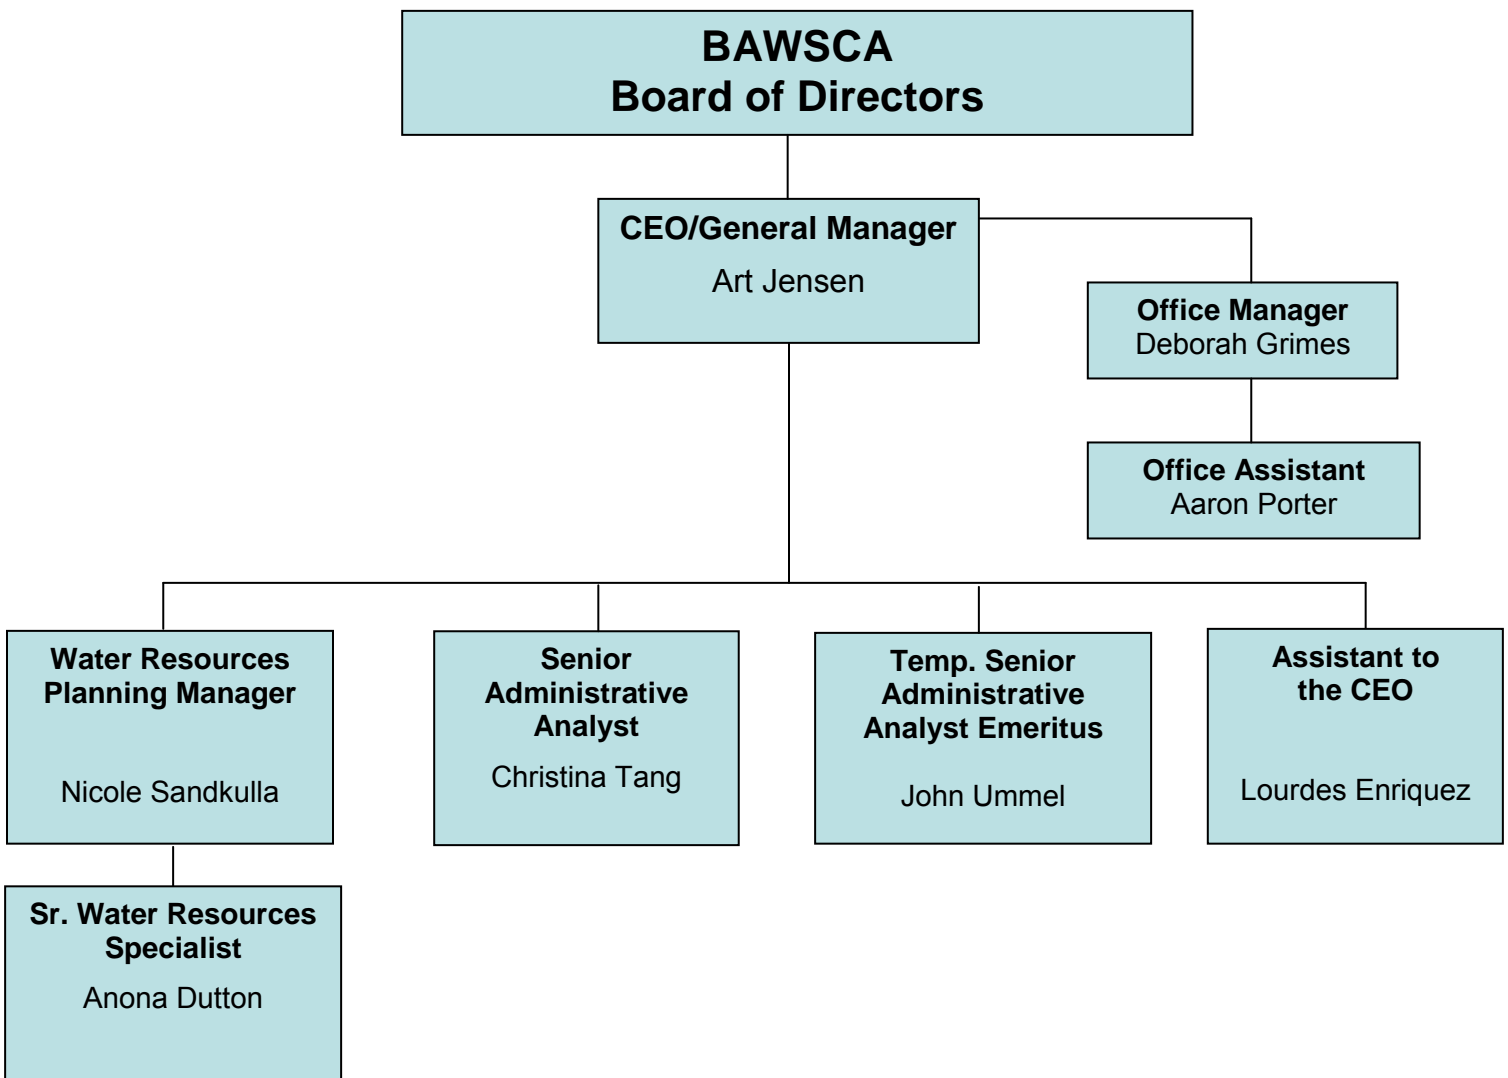 BAWSCA
Board of Directors
CEO/General Manager
Art Jensen
Office Manager
Deborah Grimes
Office Assistant
Aaron Porter
Water Resources
Planning Manager
Nicole Sandkulla
Senior
Administrative
Analyst
Christina Tang
Temp. Senior
Administrative
Analyst Emeritus
John Ummel
Assistant to
the CEO
Lourdes Enriquez
Sr. Water Resources
Specialist
Anona Dutton